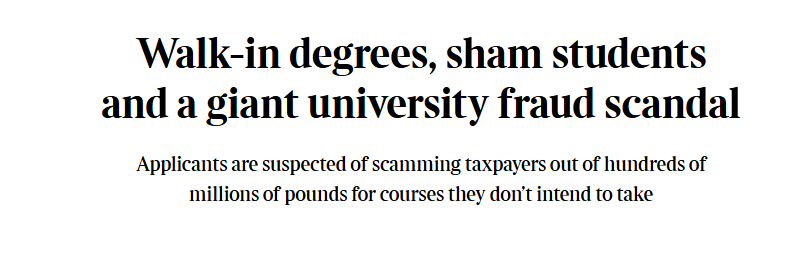 Walk-in degrees, sham students
and a giant university fraud scandal
Applicants are suspected of scamming taxpayers out of hundreds of
millions of pounds for courses they don’t intend to take